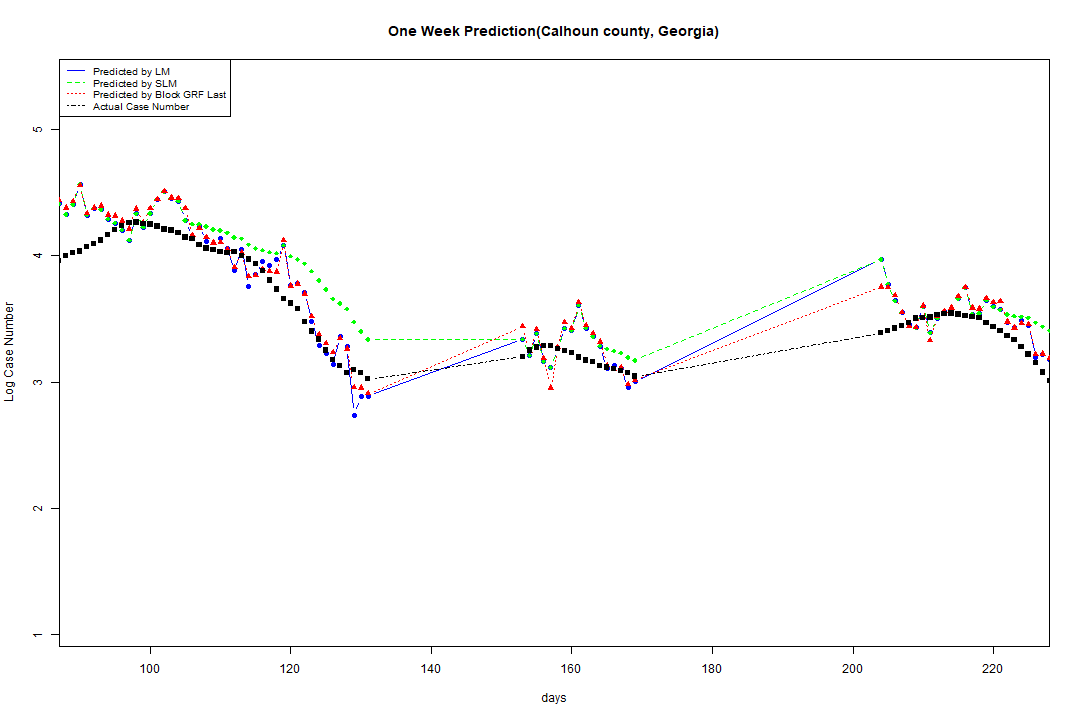 One Week Prediction(Calhoun county, Georgia)
Predicted by LM
Predicted by SLM
Predicted by Block GRF Last
Actual Case Number
5
4
3
2
1
Log Case Number
100 120 140 160 180 200 220
days